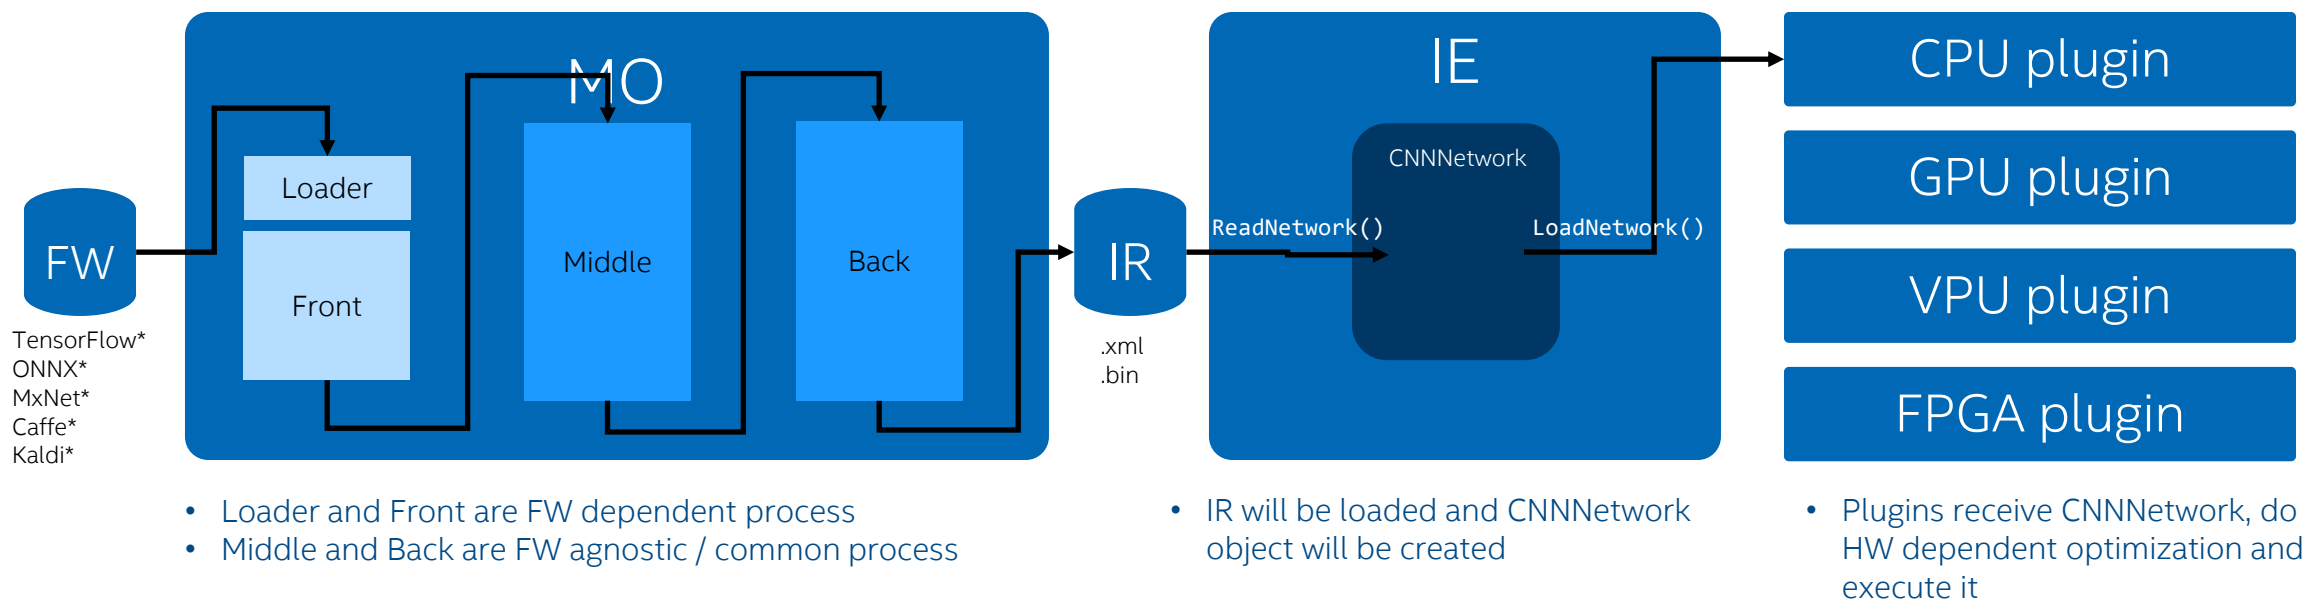 MO
IE
CPU plugin
GPU plugin
VPU plugin
FPGA plugin
FW
TensorFlow*
ONNX*
MxNet*
Caffe*
Kaldi*
Loader
Front
Middle
Back
IR
.xml
.bin
CNNNetwork
ReadNetwork()
LoadNetwork()
• Loader and Front are FW dependent process
• Middle and Back are FW agnostic / common process
• IR will be loaded and CNNNetwork
object will be created
• Plugins receive CNNNetwork, do
HW dependent optimization and
execute it